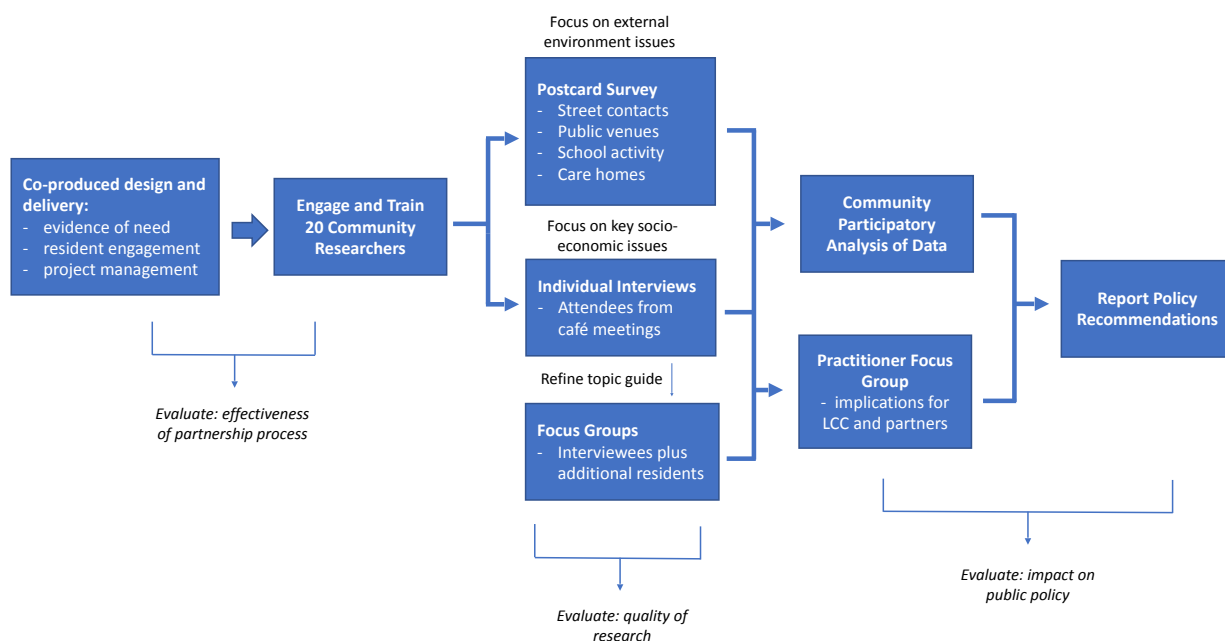 Co-produced design and
delivery:
- evidence of need
- resident engagement
- project management
Engage and Train
20 Community
Researchers
Evaluate: effectiveness
of partnership process
Focus on external
environment issues
Postcard Survey
- Street contacts
- Public venues
- School activity
- Care homes
Focus on key socio-
economic issues
Individual Interviews
- Attendees from
café meetings
Refine topic guide
Focus Groups
- Interviewees plus
additional residents
Evaluate: quality of
research
Community
Participatory
Analysis of Data
Practitioner Focus
Group
- implications for
LCC and partners
Report Policy
Recommendations
Evaluate: impact on
public policy